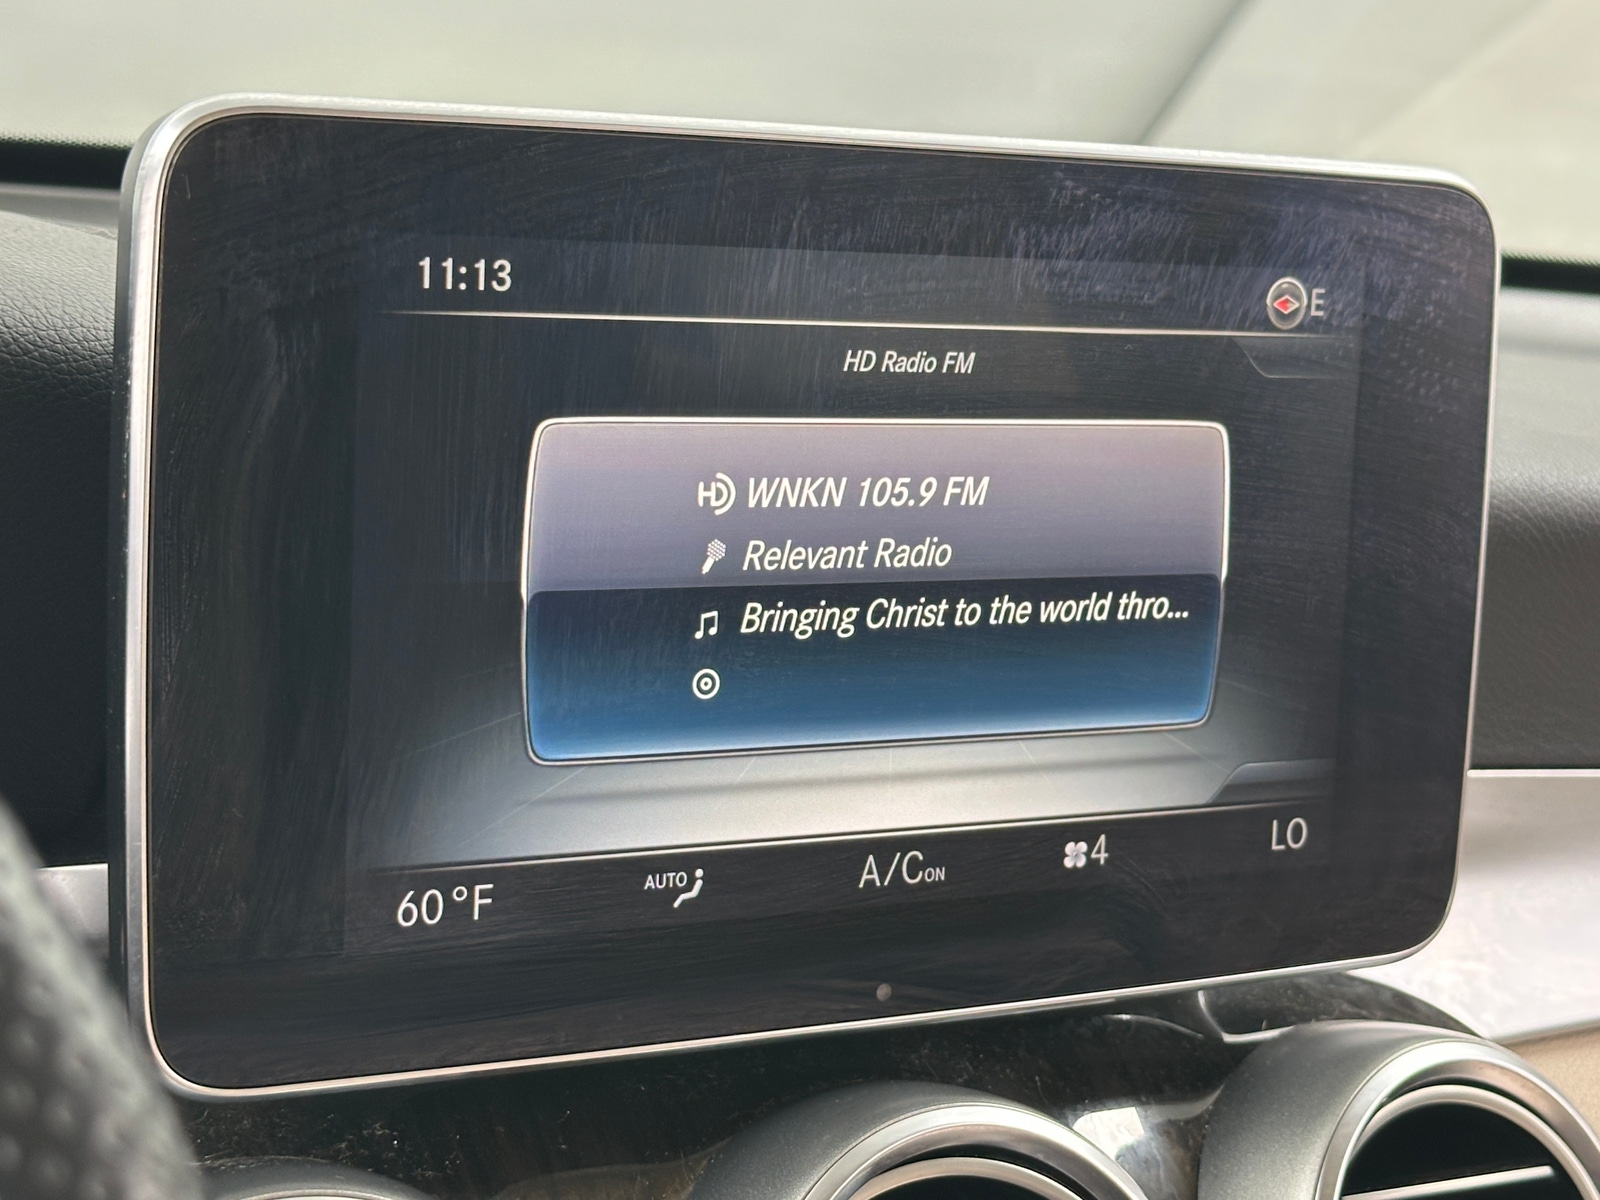 11:13
E
HD Radio FM
HD WNKN 105.9 FM
Relevant Radio
Bringing Christ to the world thro...
60°F
AUTO
A/C ON
4
LO